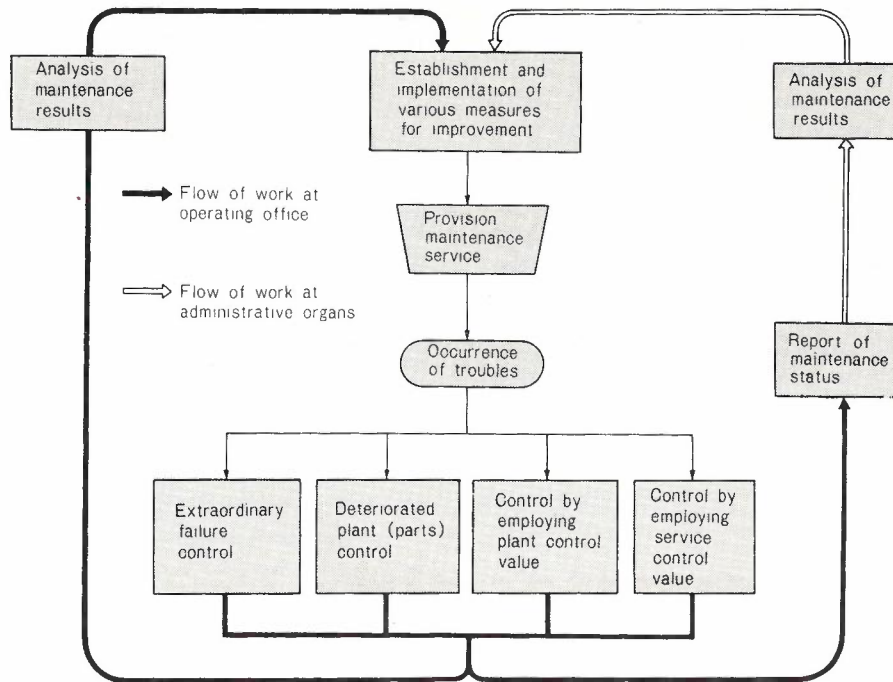 Analysis of
maintenance
results
Establishment and
implementation of
various measures
for improvement
Analysis of
maintenance
results
Flow of work at
operating office
Provision
maintenance
service
Flow of work at
administrative organs
Occurrence
of troubles
Report of
maintenance
status
Extraordinary
failure
control
Deteriorated
plant (parts)
control
Control by
employing
plant control
value
Control by
employing
service
control
value